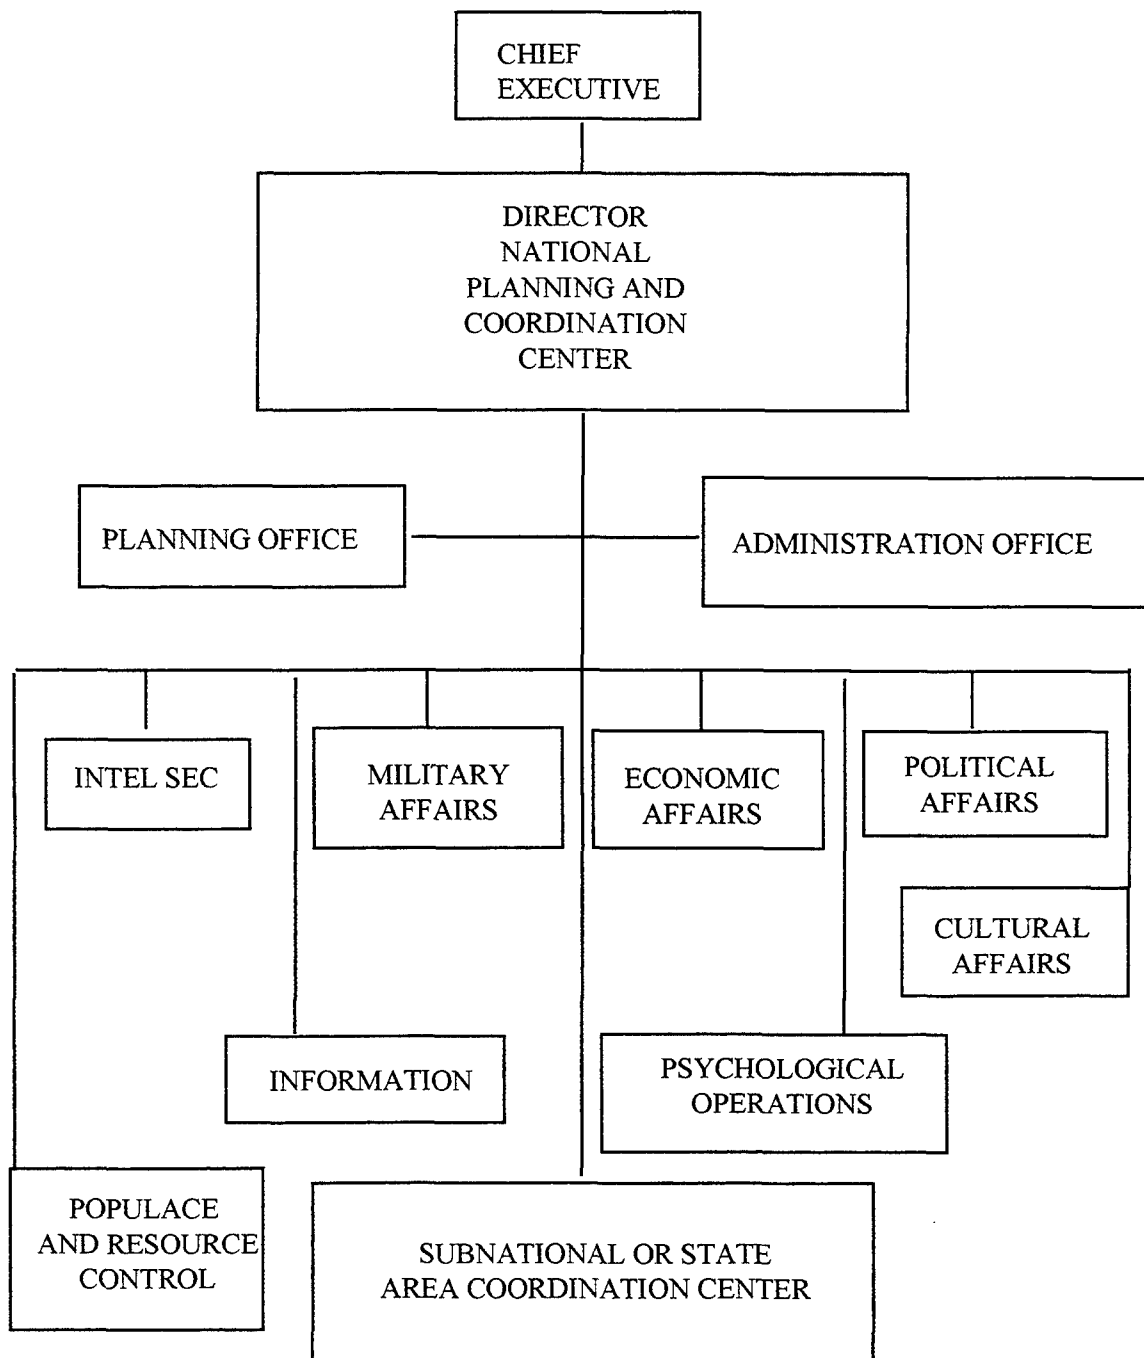 CHIEF
EXECUTIVE
DIRECTOR
NATIONAL
PLANNING AND
COORDINATION
CENTER
PLANNING OFFICE
ADMINISTRATION OFFICE
INTEL SEC
MILITARY
AFFAIRS
ECONOMIC
AFFAIRS
POLITICAL
AFFAIRS
CULTURAL
AFFAIRS
INFORMATION
PSYCHOLOGICAL
OPERATIONS
POPULACE
AND RESOURCE
CONTROL
SUBNATIONAL OR STATE
AREA COORDINATION CENTER